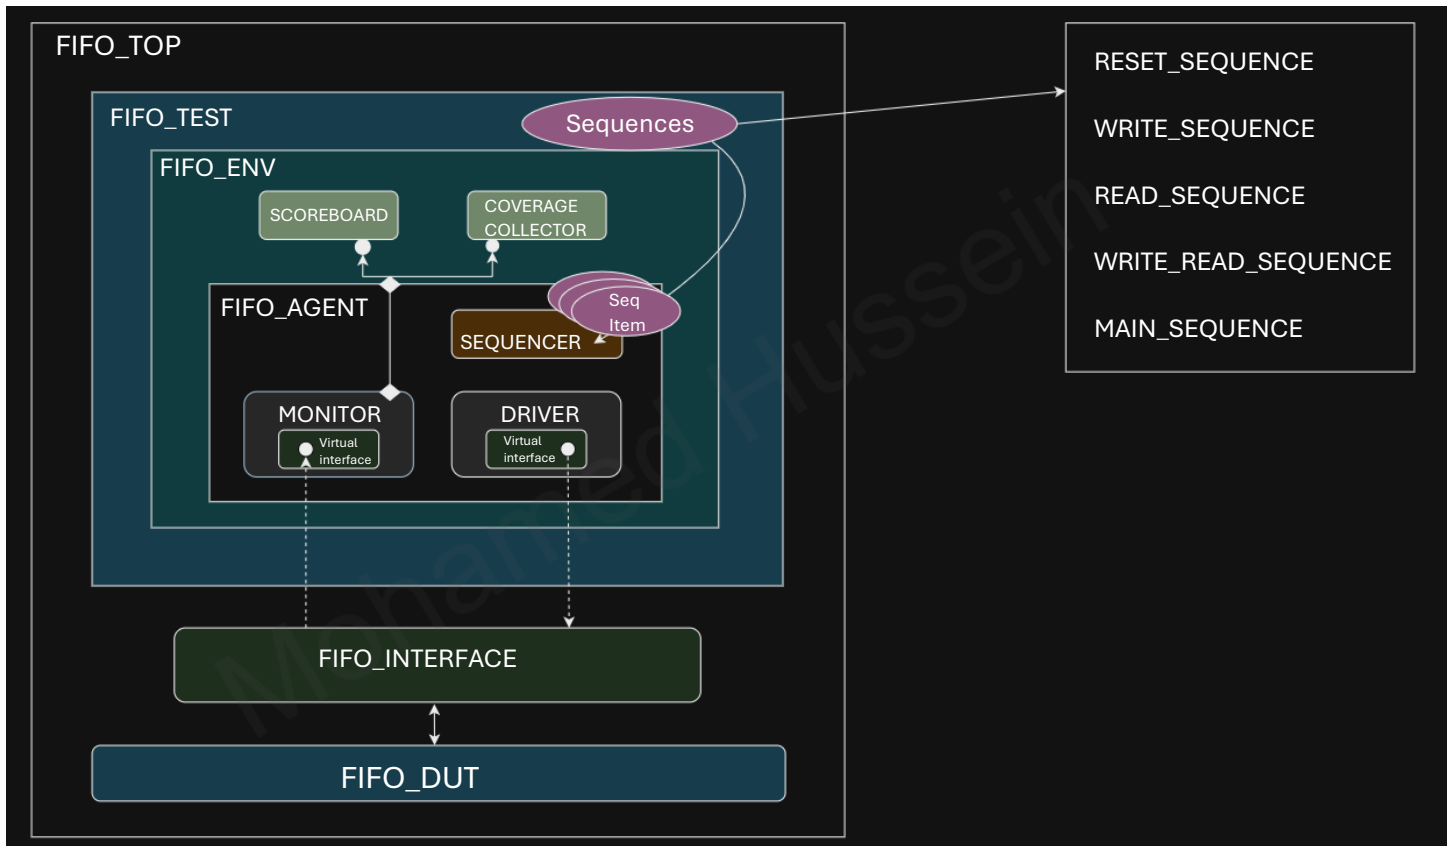 FIFO_TOP
FIFO_TEST
Sequences
FIFO_ENV
SCOREBOARD
COVERAGE
COLLECTOR
FIFO_AGENT
Seq
Item
SEQUENCER
MONITOR
Virtual
interface
DRIVER
Virtual
interface
FIFO_INTERFACE
FIFO_DUT
RESET_SEQUENCE
WRITE_SEQUENCE
READ_SEQUENCE
WRITE_READ_SEQUENCE
MAIN_SEQUENCE
Mohamed Hussein